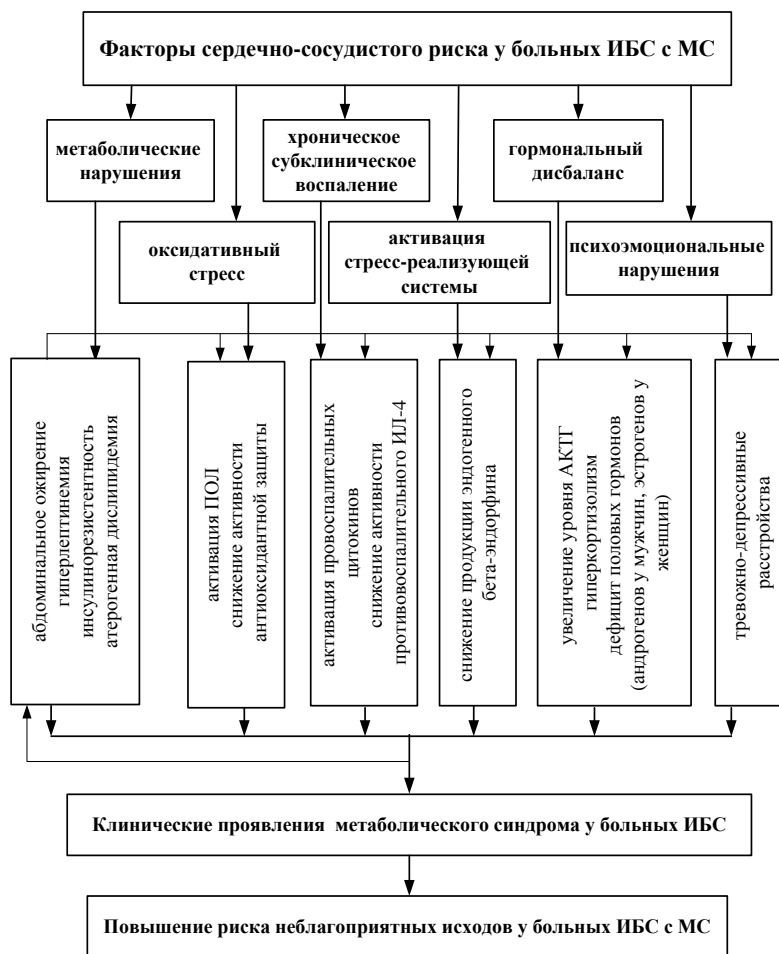 Факторы сердечно-сосудистого риска у больных ИБС с МС
метаболические
нарушения
хроническое
субклиническое
воспаление
гормональный
дисбаланс
оксидативный
стресс
активация
стресс-реализующей
системы
психоэмоциональные
нарушения
абдоминальное ожирение
гиперлептинемия
инсулинорезистентность
атерогенная дислипидемия
активация ПОЛ
снижение активности
антиоксидантной защиты
активация провоспалительных
цитокинов
снижение активности
противовоспалительного ИЛ-4
снижение продукции эндогенного
бета-эндорфина
увеличение уровня АКТГ
гиперкортизолизм
дефицит половых гормонов
(андрогенов у мужчин, эстрогенов у
женщин)
тревожно-депрессивные
расстройства
Клинические проявления метаболического синдрома у больных ИБС
Повышение риска неблагоприятных исходов у больных ИБС с МС